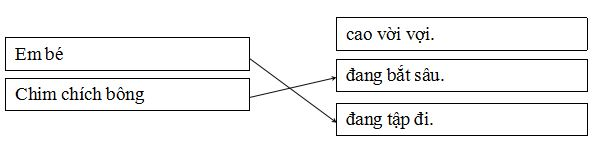 cao vời vợi.
Em bé
đang bắt sâu.
Chim chích bông
đang tập đi.